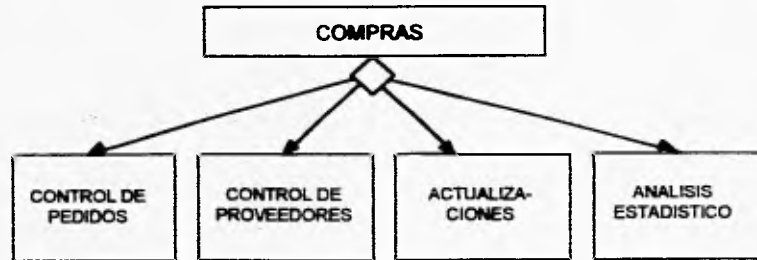 COMPRAS
CONTROL DE
PEDIDOS
CONTROL DE
PROVEEDORES
ACTUALIZA-
CIONES
ANALISIS
ESTADISTICO